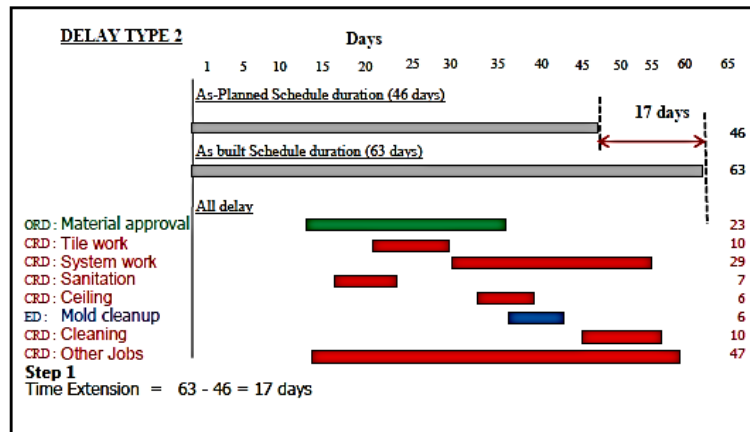 DELAY TYPE 2 Days
1 5 10 15 20 25 30 35 40 45 50 55 60 65
As-Planned Schedule duration (46 days)
17 days
46
As built Schedule duration (63 days)
63
All delay
ORD: Material approval 23
CRD: Tile work 10
CRD: System work 29
CRD: Sanitation 7
CRD: Ceiling 6
ED: Mold cleanup 6
CRD: Cleaning 10
CRD: Other Jobs 47
Step 1
Time Extension = 63 - 46 = 17 days